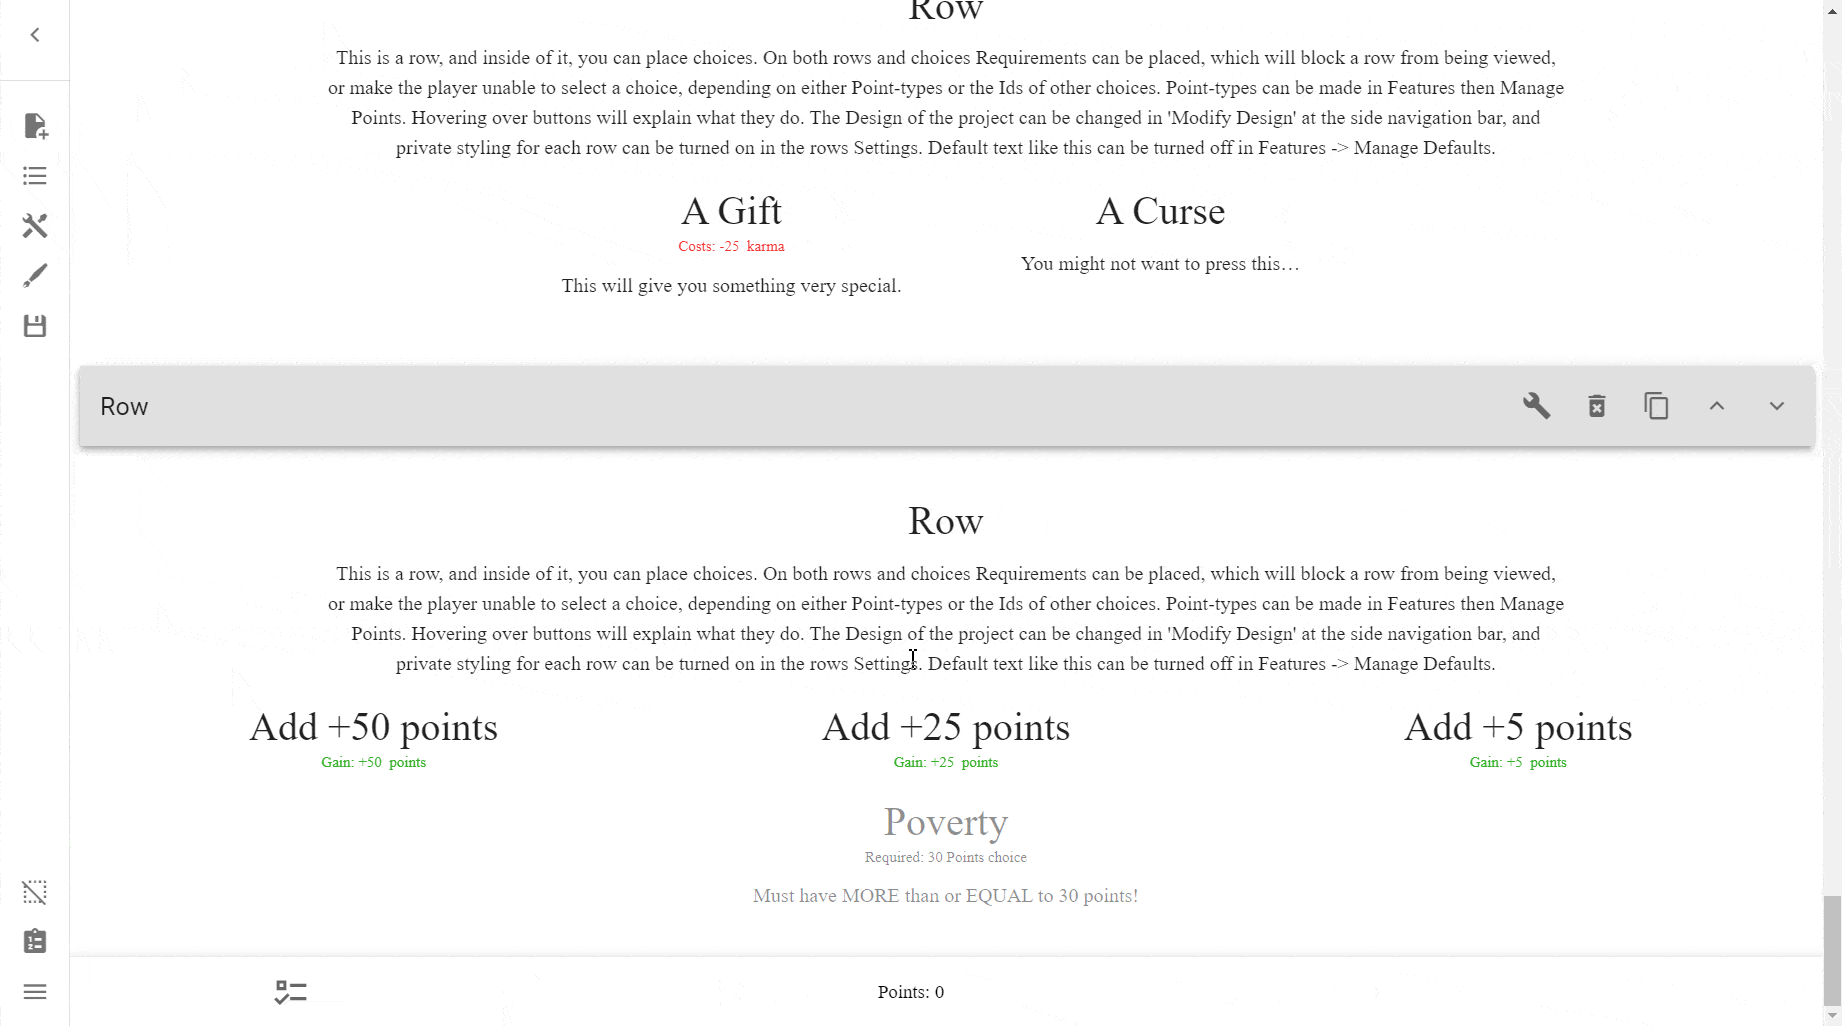 Row
This is a row, and inside of it, you can place choices. On both rows and choices Requirements can be placed, which will block a row from being viewed,
or make the player unable to select a choice, depending on either Point-types or the Ids of other choices. Point-types can be made in Features then Manage
Points. Hovering over buttons will explain what they do. The Design of the project can be changed in 'Modify Design' at the side navigation bar, and
private styling for each row can be turned on in the rows Settings. Default text like this can be turned off in Features -> Manage Defaults.
A Gift
Costs: -25 karma
This will give you something very special.
A Curse
You might not want to press this…
Row
Row
This is a row, and inside of it, you can place choices. On both rows and choices Requirements can be placed, which will block a row from being viewed,
or make the player unable to select a choice, depending on either Point-types or the Ids of other choices. Point-types can be made in Features then Manage
Points. Hovering over buttons will explain what they do. The Design of the project can be changed in 'Modify Design' at the side navigation bar, and
private styling for each row can be turned on in the rows Settings. Default text like this can be turned off in Features -> Manage Defaults.
Add +50 points
Gain: +50 points
Add +25 points
Gain: +25 points
Add +5 points
Gain: +5 points
Poverty
Required: 30 Points choice
Must have MORE than or EQUAL to 30 points!
Points: 0